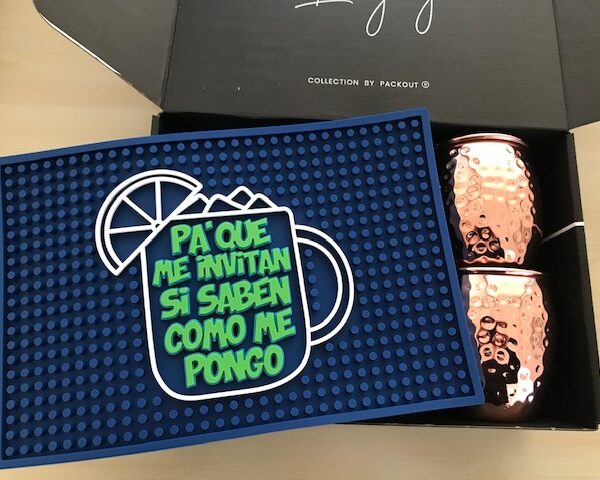 COLLECTION BY PACKOUT ®
PA' QUE
ME iNViTAN
Si SABEN
COMO ME
PONGO